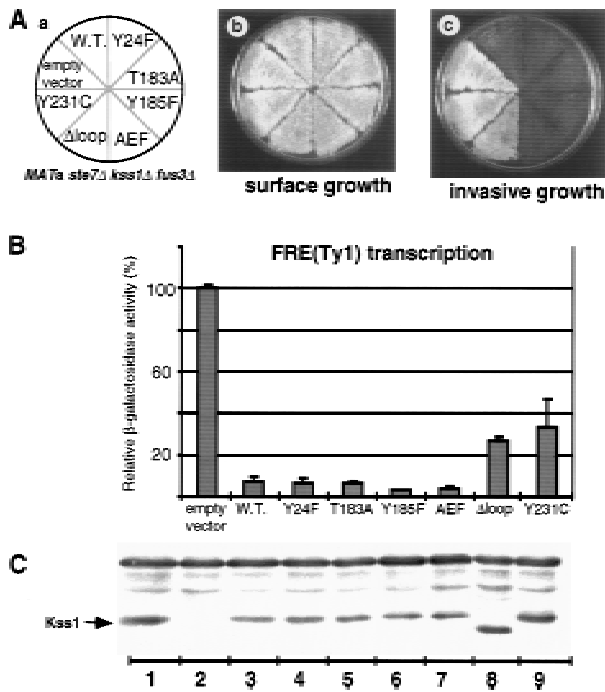 A
a
W.T.
Y24F
empty vector
T183A
Y231C
Y185F
Δloop
AEF
MATa ste7Δ kss1Δ fus3Δ
b
surface growth
c
invasive growth
B
FRE(Ty1) transcription
Relative β-galactosidase activity (%)
100
60
20
empty vector
W.T.
Y24F
T183A
Y185F
AEF
Δloop
Y231C
C
Kss1
1 2 3 4 5 6 7 8 9